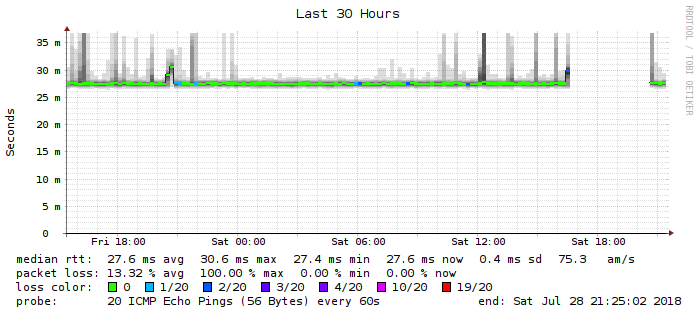 Last 30 Hours
RRDTOOL / TOBI OETIKER
Seconds
35 m
30 m
25 m
20 m
15 m
10 m
5 m
0
Fri 18:00 Sat 00:00 Sat 06:00 Sat 12:00 Sat 18:00
median rtt: 27.6 ms avg 30.6 ms max 27.4 ms min 27.6 ms now 0.4 ms sd 75.3 am/s
packet loss: 13.32 % avg 100.00 % max 0.00 % min 0.00 % now
loss color: 0 1/20 2/20 3/20 4/20 10/20 19/20
probe: 20 ICMP Echo Pings (56 Bytes) every 60s end: Sat Jul 28 21:25:02 2018